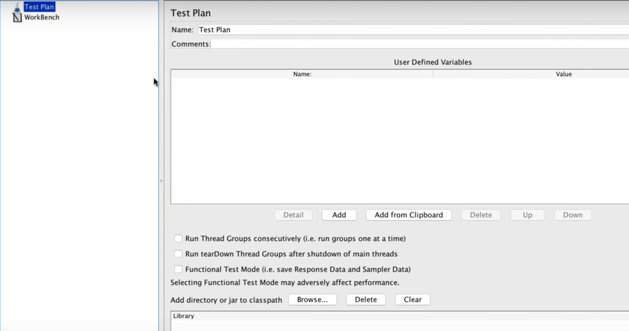 Test Plan
WorkBench
Test Plan
Name: Test Plan
Comments:
User Defined Variables
Name: Value
Detail Add Add from Clipboard Delete Up Down
Run Thread Groups consecutively (i.e. run groups one at a time)
Run tearDown Thread Groups after shutdown of main threads
Functional Test Mode (i.e. save Response Data and Sampler Data)
Selecting Functional Test Mode may adversely affect performance.
Add directory or jar to classpath Browse... Delete Clear
Library